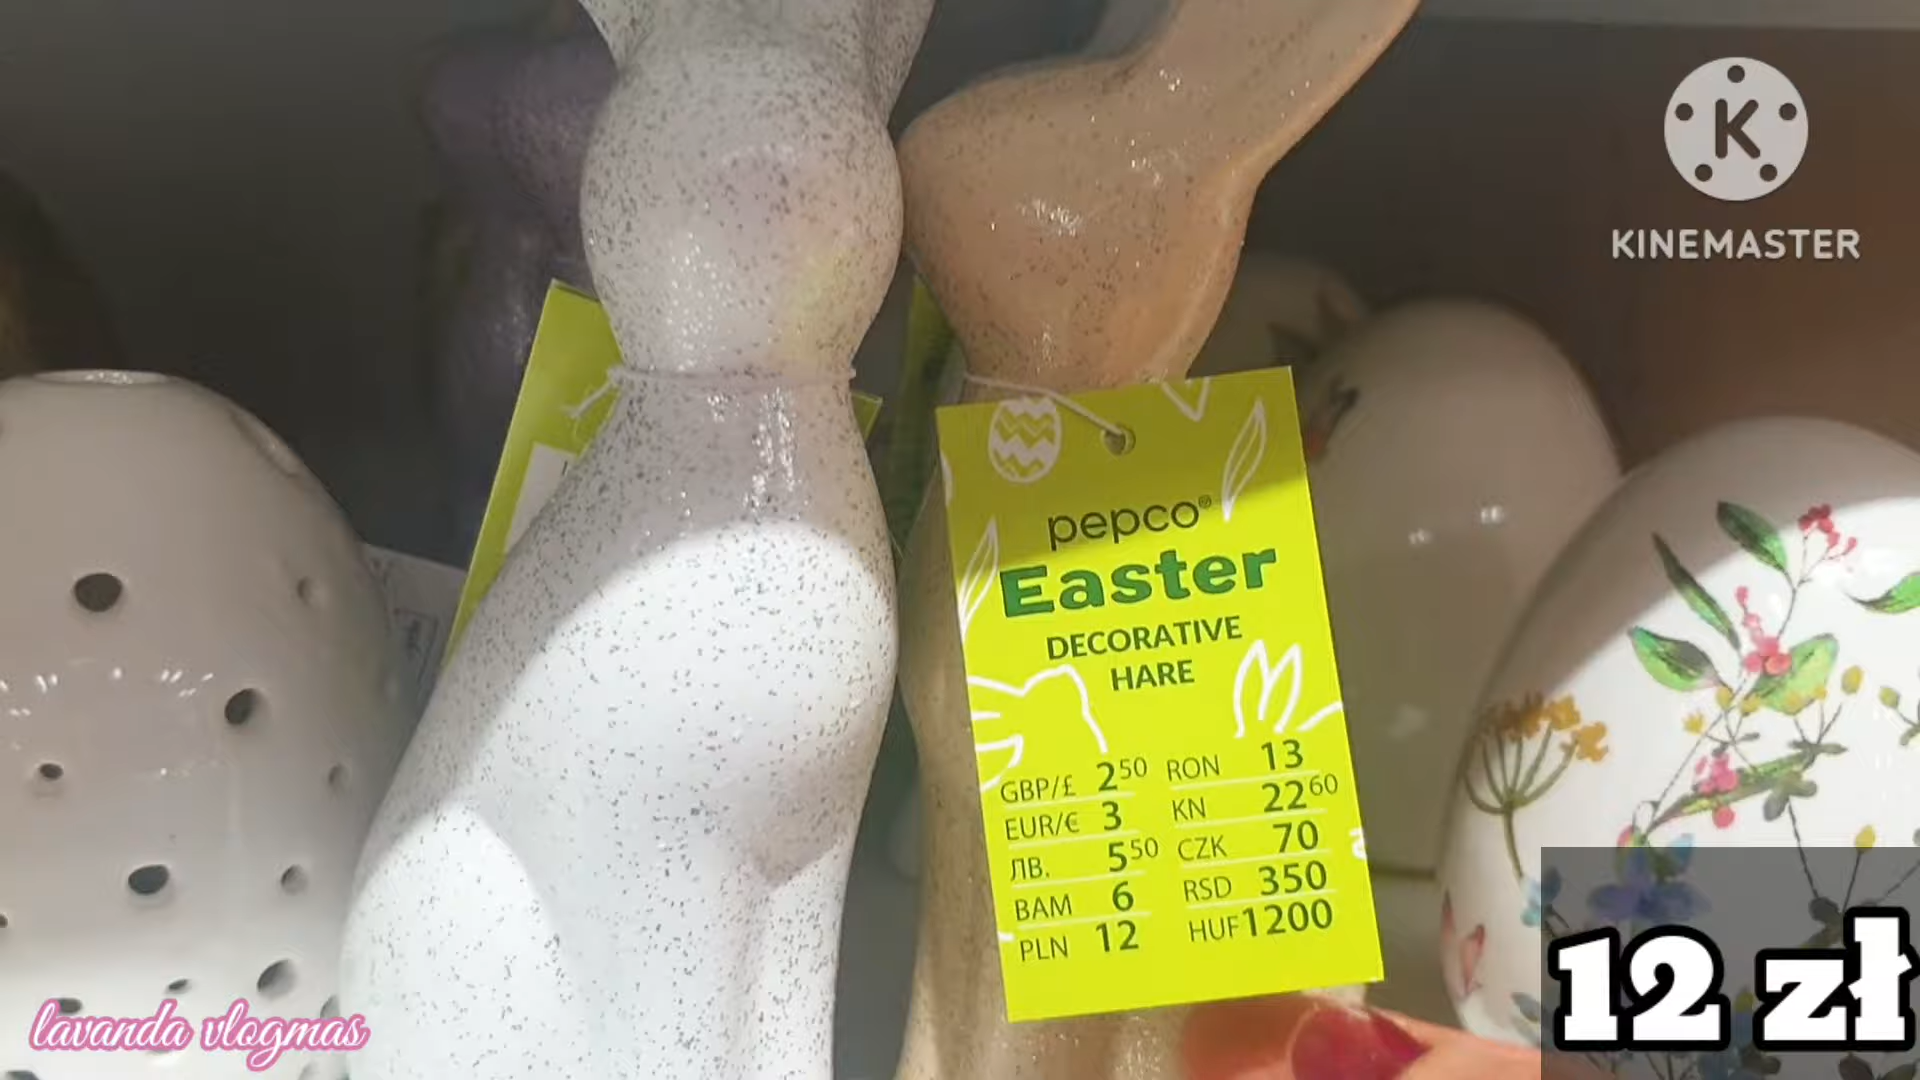 K
KINEMASTER
pepco®
Easter
DECORATIVE
HARE
GBP/£ 2⁵⁰ RON 13
EUR/€ 3 KN 22⁶⁰
ЛВ. 5⁵⁰ CZK 70
BAM 6 RSD 350
PLN 12 HUF 1200
12 zł
lavanda vlogmas